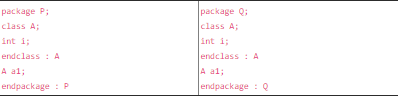 package P;
class A;
int i;
endclass : A
A a1;
endpackage : P
package Q;
class A;
int i;
endclass : A
A a1;
endpackage : Q